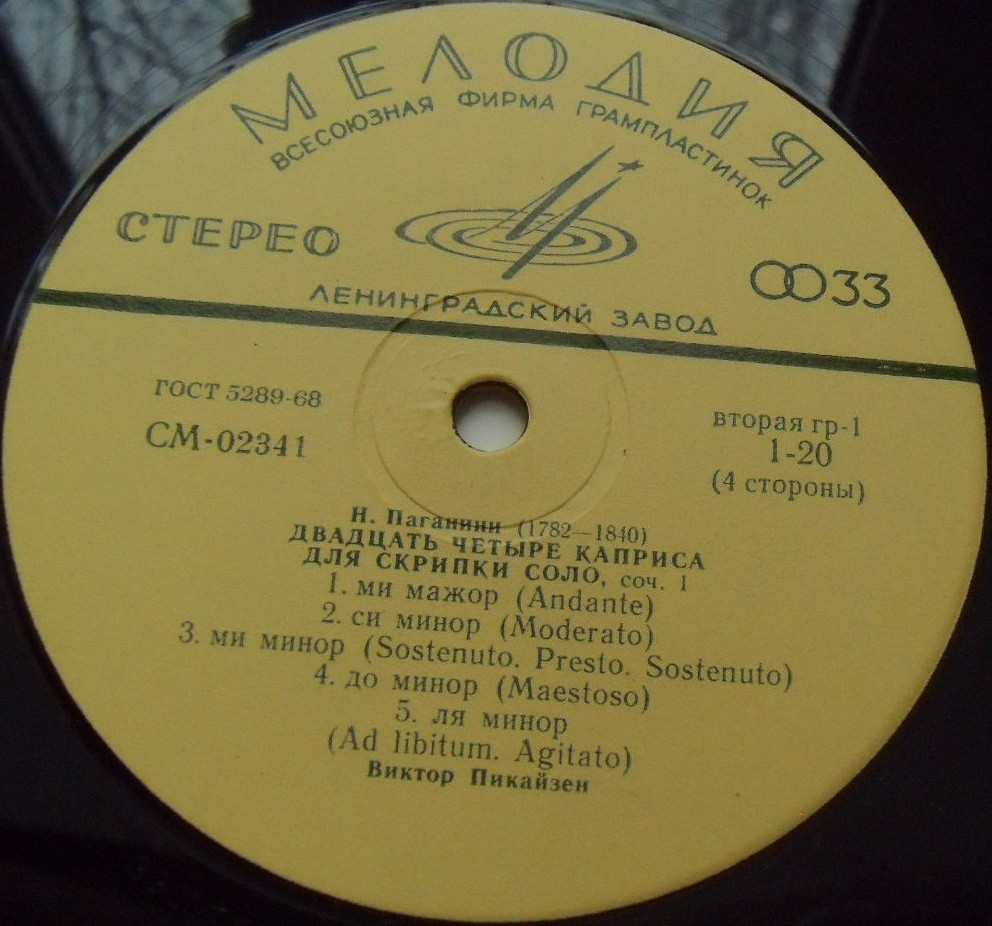 МЕЛОДИЯ
ВСЕСОЮЗНАЯ ФИРМА ГРАМПЛАСТИНОК
СТЕРЕО
33
ЛЕНИНГРАДСКИЙ ЗАВОД
ГОСТ 5289-68
СМ-02341
вторая гр-1
1-20
(4 стороны)
Н. Паганини (1782—1840)
ДВАДЦАТЬ ЧЕТЫРЕ КАПРИСА
ДЛЯ СКРИПКИ СОЛО, соч. 1
1. ми мажор (Andante)
2. си минор (Moderato)
3. ми минор (Sostenuto. Presto. Sostenuto)
4. до минор (Maestoso)
5. ля минор
(Ad libitum. Agitato)
Виктор Пикайзен